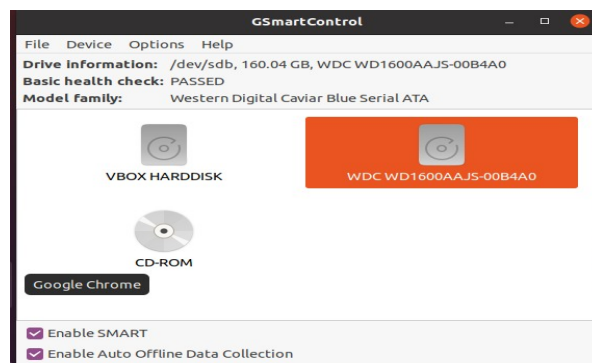 GSmartControl
File Device Options Help
Drive information: /dev/sdb, 160.04 GB, WDC WD1600AAJS-00B4A0
Basic health check: PASSED
Model family: Western Digital Caviar Blue Serial ATA
VBOX HARDDISK
WDC WD1600AAJS-00B4A0
CD-ROM
Google Chrome
Enable SMART
Enable Auto Offline Data Collection